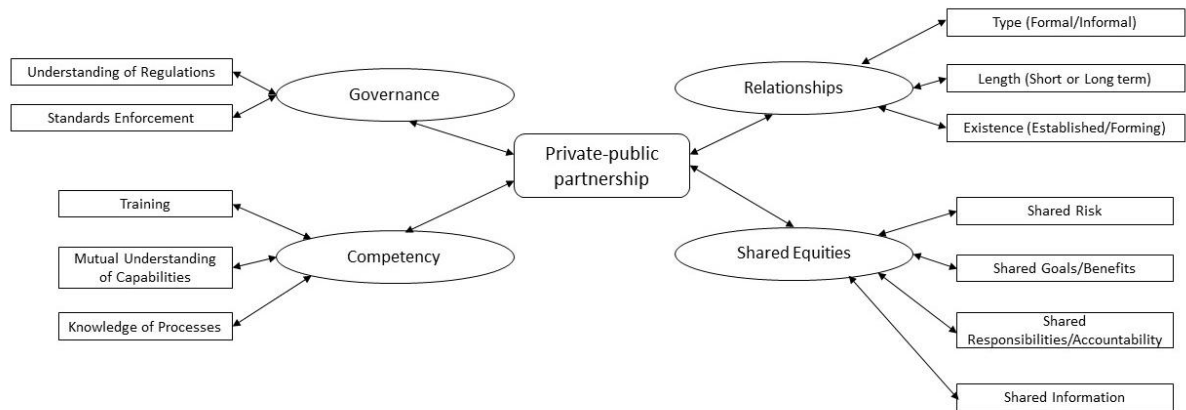 Type (Formal/Informal)
Understanding of Regulations
Governance
Relationships
Length (Short or Long term)
Standards Enforcement
Existence (Established/Forming)
Private-public
partnership
Training
Shared Risk
Mutual Understanding
of Capabilities
Competency
Shared Equities
Shared Goals/Benefits
Knowledge of Processes
Shared
Responsibilities/Accountability
Shared Information